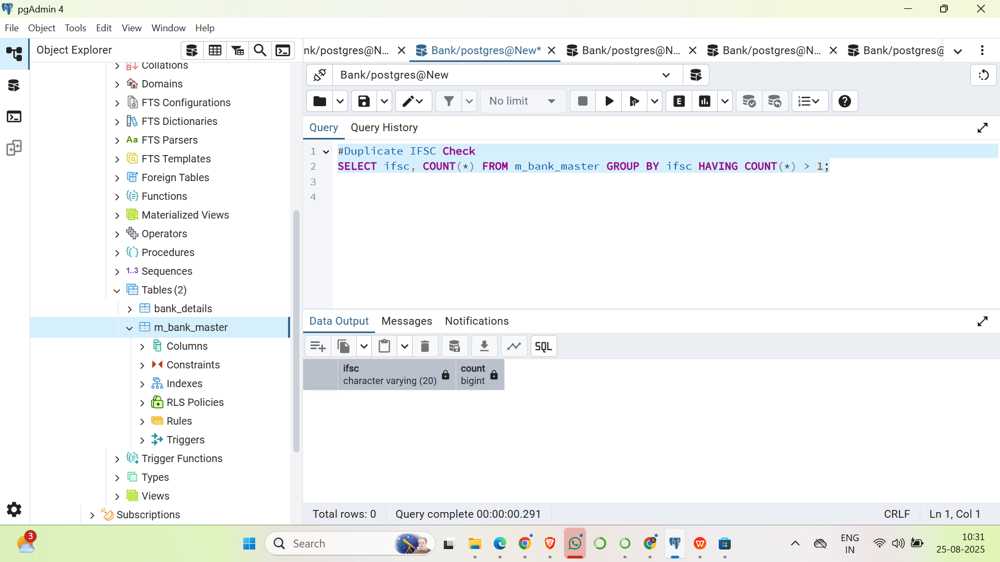 pgAdmin 4
File Object Tools Edit View Window Help
Object Explorer
nk/postgres@N...
Bank/postgres@New*
Bank/postgres@N...
Bank/postgres@N...
Bank/postgres@
Bank/postgres@New
No limit
E
Query Query History
1 #Duplicate IFSC Check
2 SELECT ifsc, COUNT(*) FROM m_bank_master GROUP BY ifsc HAVING COUNT(*) > 1;
3
4
Collations
Domains
FTS Configurations
FTS Dictionaries
Aa FTS Parsers
FTS Templates
Foreign Tables
Functions
Materialized Views
Operators
Procedures
1..3 Sequences
Tables (2)
bank_details
m_bank_master
Columns
Constraints
Indexes
RLS Policies
Rules
Triggers
Trigger Functions
Types
Views
Subscriptions
Data Output Messages Notifications
SQL
ifsc
character varying (20)
count
bigint
Total rows: 0 Query complete 00:00:00.291 CRLF Ln 1, Col 1
3
Search
ENG
IN
10:31
25-08-2025